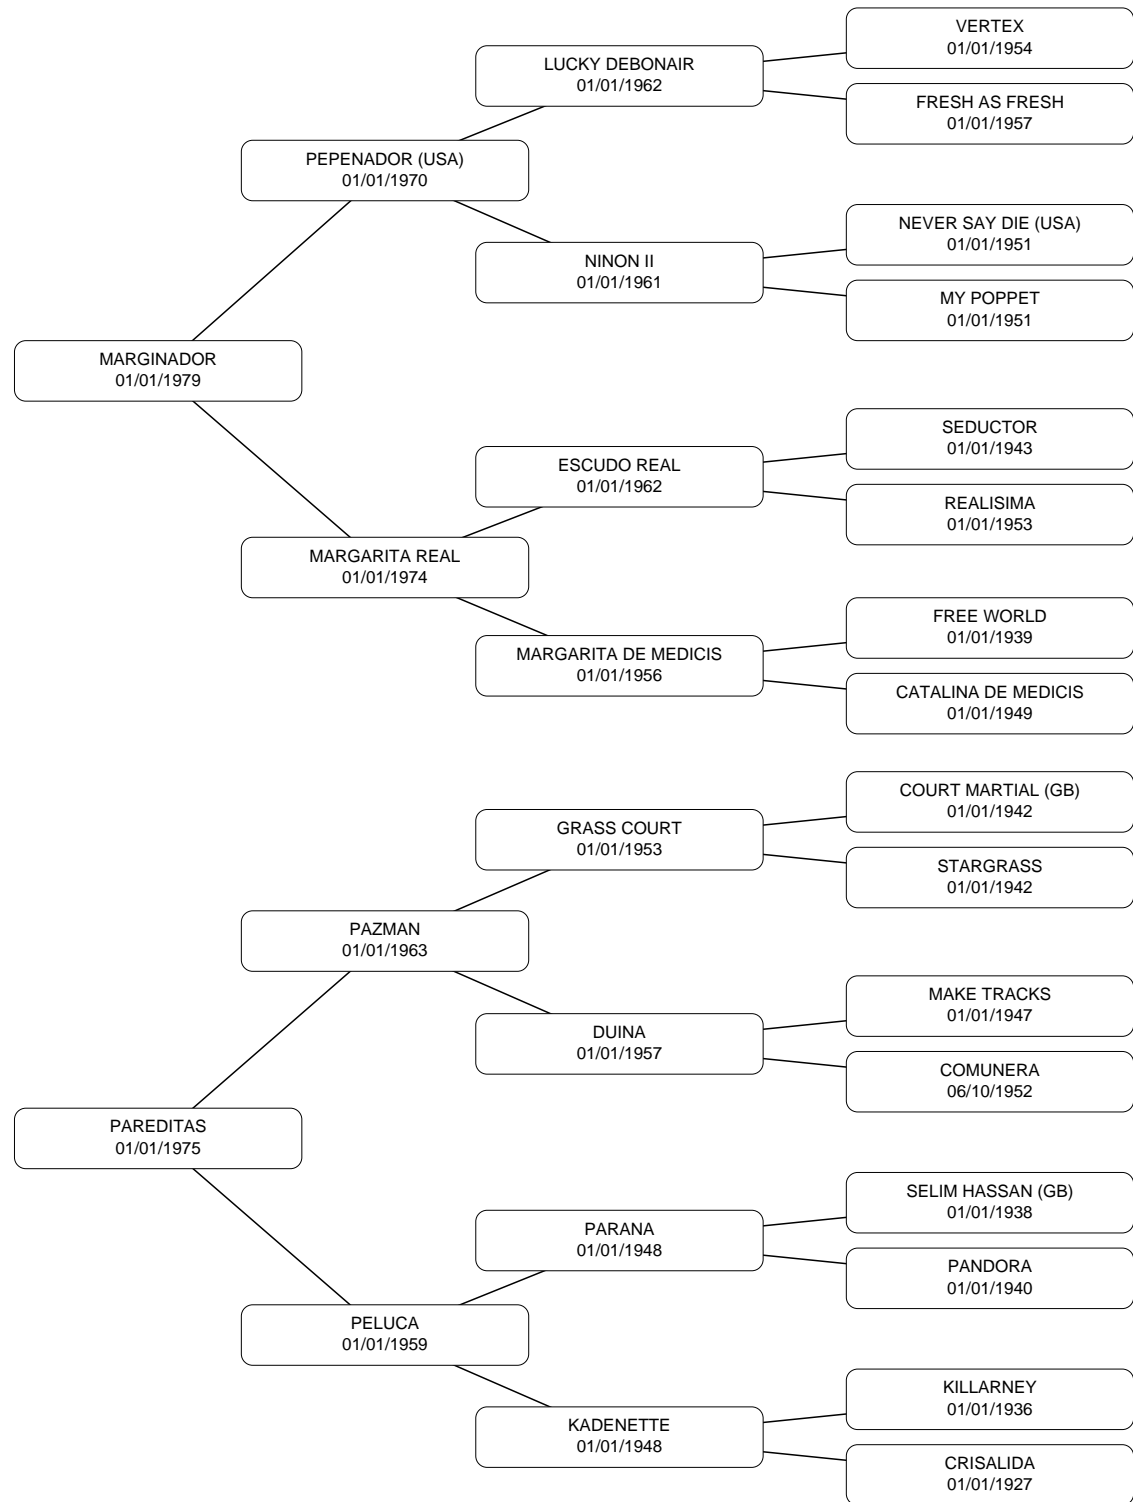 VERTEX
01/01/1954
LUCKY DEBONAIR
01/01/1962
FRESH AS FRESH
01/01/1957
PEPENADOR (USA)
01/01/1970
NEVER SAY DIE (USA)
01/01/1951
NINON II
01/01/1961
MY POPPET
01/01/1951
MARGINADOR
01/01/1979
SEDUCTOR
01/01/1943
ESCUDO REAL
01/01/1962
REALISIMA
01/01/1953
MARGARITA REAL
01/01/1974
FREE WORLD
01/01/1939
MARGARITA DE MEDICIS
01/01/1956
CATALINA DE MEDICIS
01/01/1949
COURT MARTIAL (GB)
01/01/1942
GRASS COURT
01/01/1953
STARGRASS
01/01/1942
PAZMAN
01/01/1963
MAKE TRACKS
01/01/1947
DUINA
01/01/1957
COMUNERA
06/10/1952
PAREDITAS
01/01/1975
SELIM HASSAN (GB)
01/01/1938
PARANA
01/01/1948
PANDORA
01/01/1940
PELUCA
01/01/1959
KILLARNEY
01/01/1936
KADENETTE
01/01/1948
CRISALIDA
01/01/1927